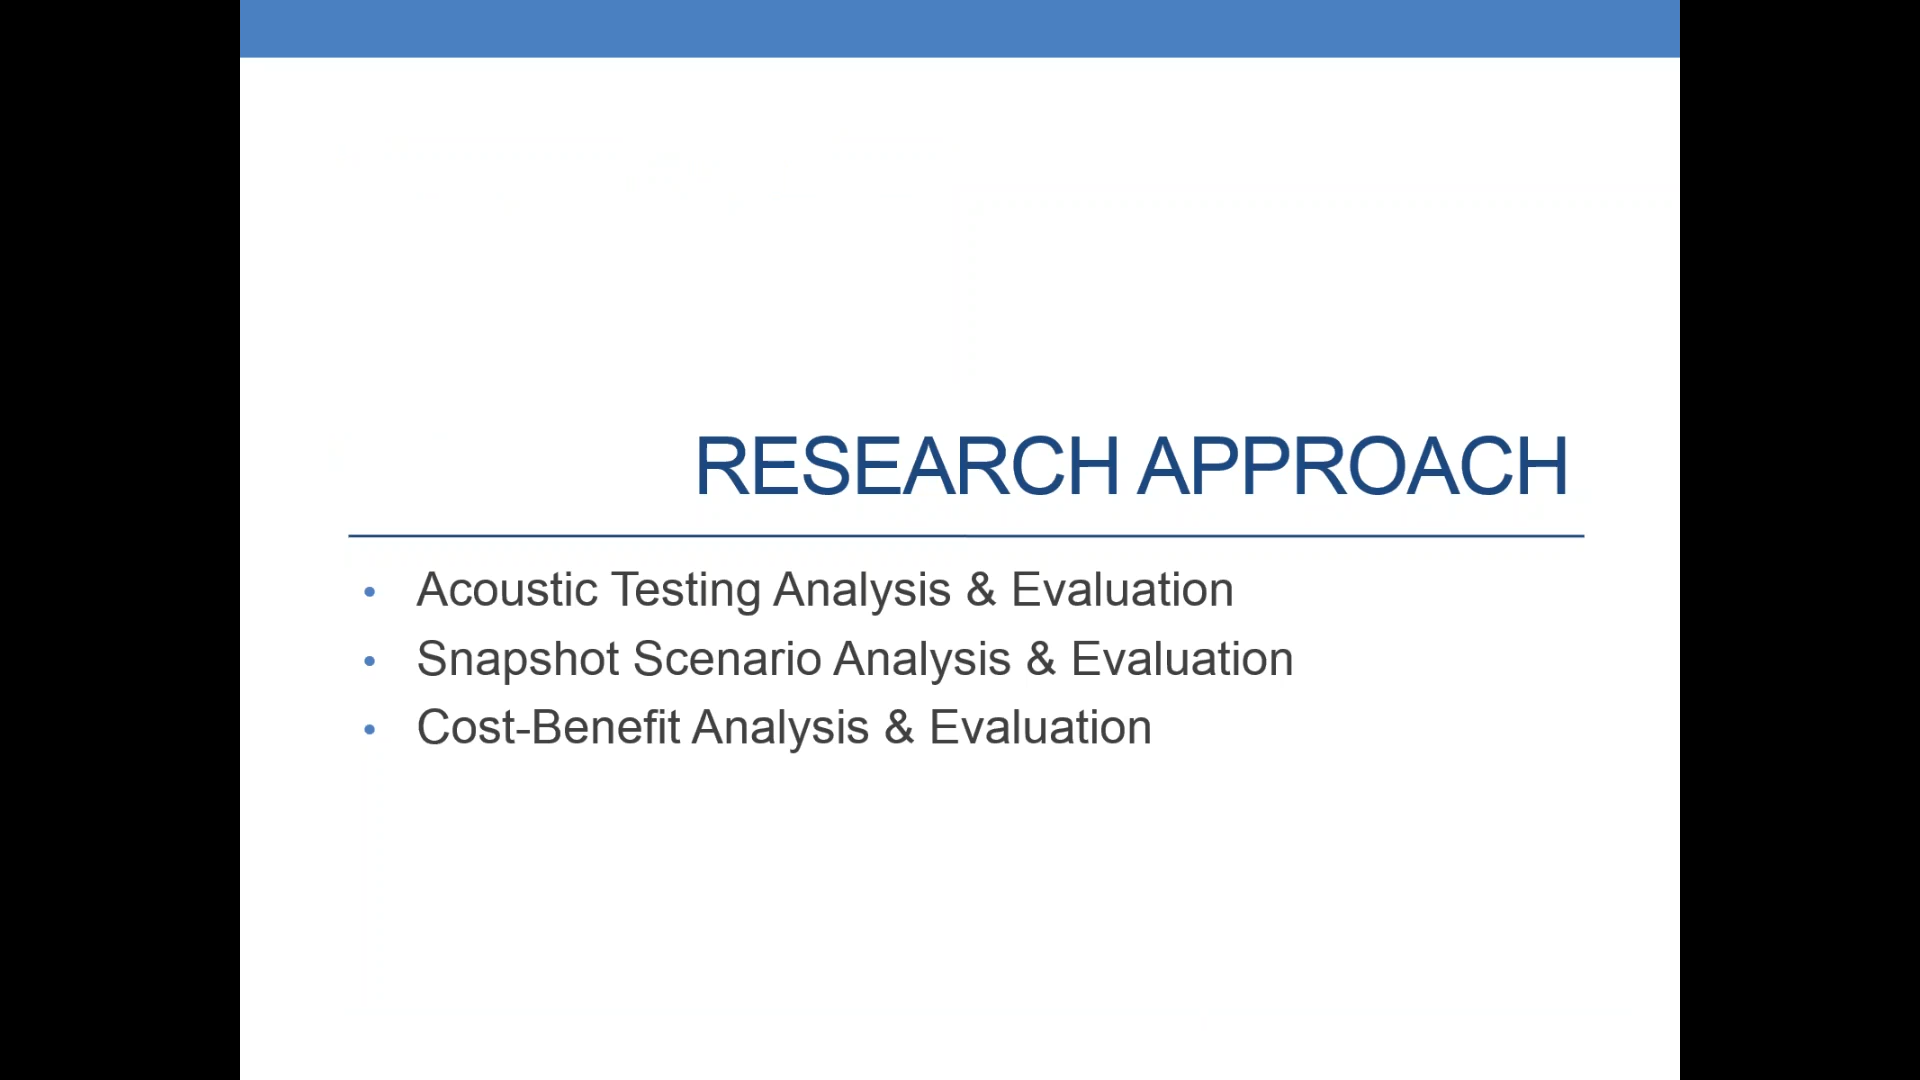 RESEARCH APPROACH
• Acoustic Testing Analysis & Evaluation
• Snapshot Scenario Analysis & Evaluation
• Cost-Benefit Analysis & Evaluation